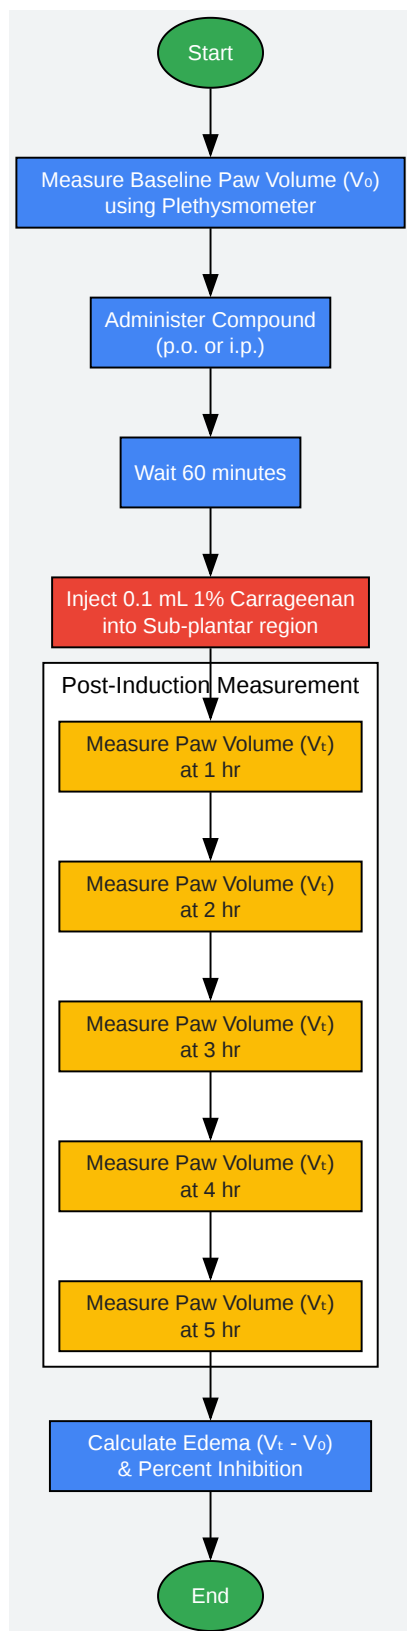 Start
Measure Baseline Paw Volume (V₀)
using Plethysmometer
Administer Compound
(p.o. or i.p.)
Wait 60 minutes
Inject 0.1 mL 1% Carrageenan
into Sub-plantar region
Post-Induction Measurement
Measure Paw Volume (Vₜ)
at 1 hr
Measure Paw Volume (Vₜ)
at 2 hr
Measure Paw Volume (Vₜ)
at 3 hr
Measure Paw Volume (Vₜ)
at 4 hr
Measure Paw Volume (Vₜ)
at 5 hr
Calculate Edema (Vₜ - V₀)
& Percent Inhibition
End